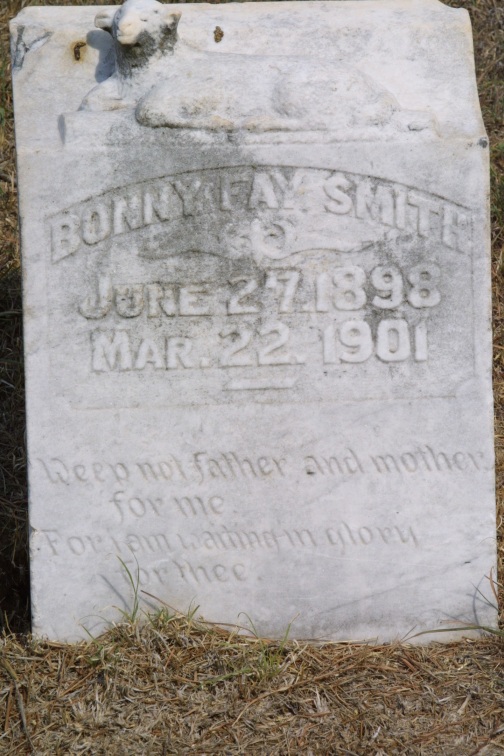 BONNY FAY SMITH
JUNE 27. 1898
MAR. 22. 1901
Weep not father and mother
for me
For I am waiting in glory
for thee.